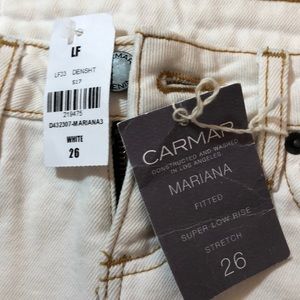 LF
LF33 DENSHT
S17
219475
D432307-MARIANA3
WHITE
26
CARMAR
CONSTRUCTED AND WASHED
IN LOS ANGELES.
MARIANA
FITTED
SUPER LOW RISE
STRETCH
26